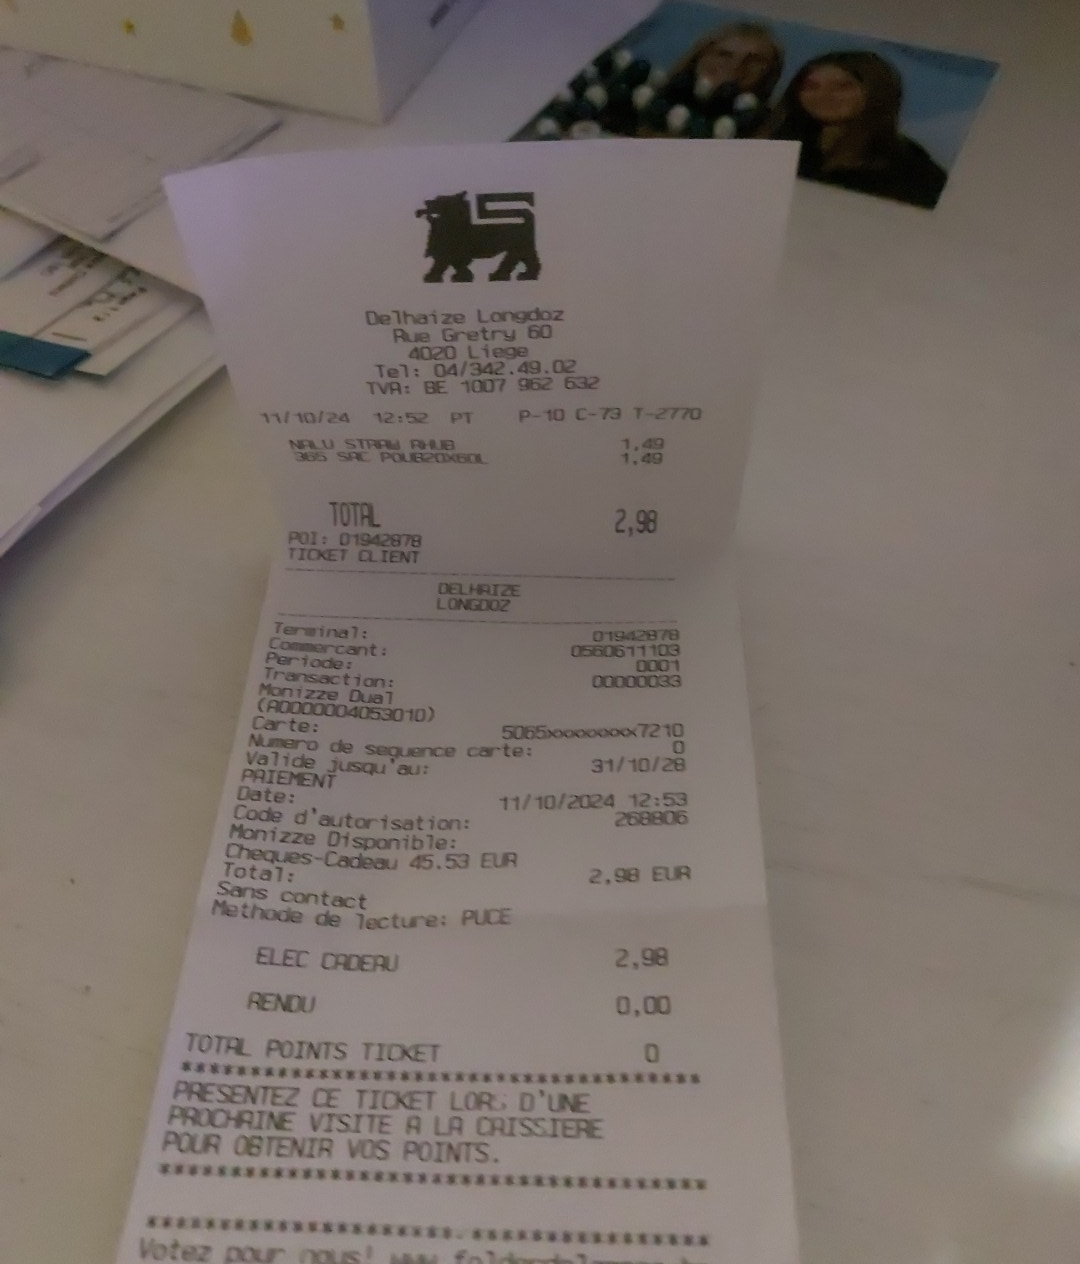 Delhaize Longdoz
Rue Gretry 60
4020 Liege
Tel: 04/342.49.02
TVA: BE 1007 962 632
11/10/24 12:52 PT P-10 C-73 T-2770
NALU STRAW RHUB 1,49
365 SAC POUB20X60L 1,49
TOTAL 2,98
POI: 01942878
TICKET CLIENT
DELHAIZE
LONGDOZ
Terminal: 01942878
Commercant: 0560611103
Periode: 0001
Transaction: 00000033
Monizze Dual
(A0000004053010)
Carte: 5065xxxxxxxx7210
Numero de sequence carte: 0
Valide jusqu'au: 31/10/28
PAIEMENT
Date: 11/10/2024 12:53
Code d'autorisation: 268806
Monizze Disponible:
Cheques-Cadeau 45.53 EUR
Total: 2,98 EUR
Sans contact
Methode de lecture: PUCE
ELEC CADEAU 2,98
RENDU 0,00
TOTAL POINTS TICKET 0
************************************
PRESENTEZ CE TICKET LORS D'UNE
PROCHAINE VISITE A LA CAISSIERE
POUR OBTENIR VOS POINTS.
************************************
************************************
Votez pour nous!